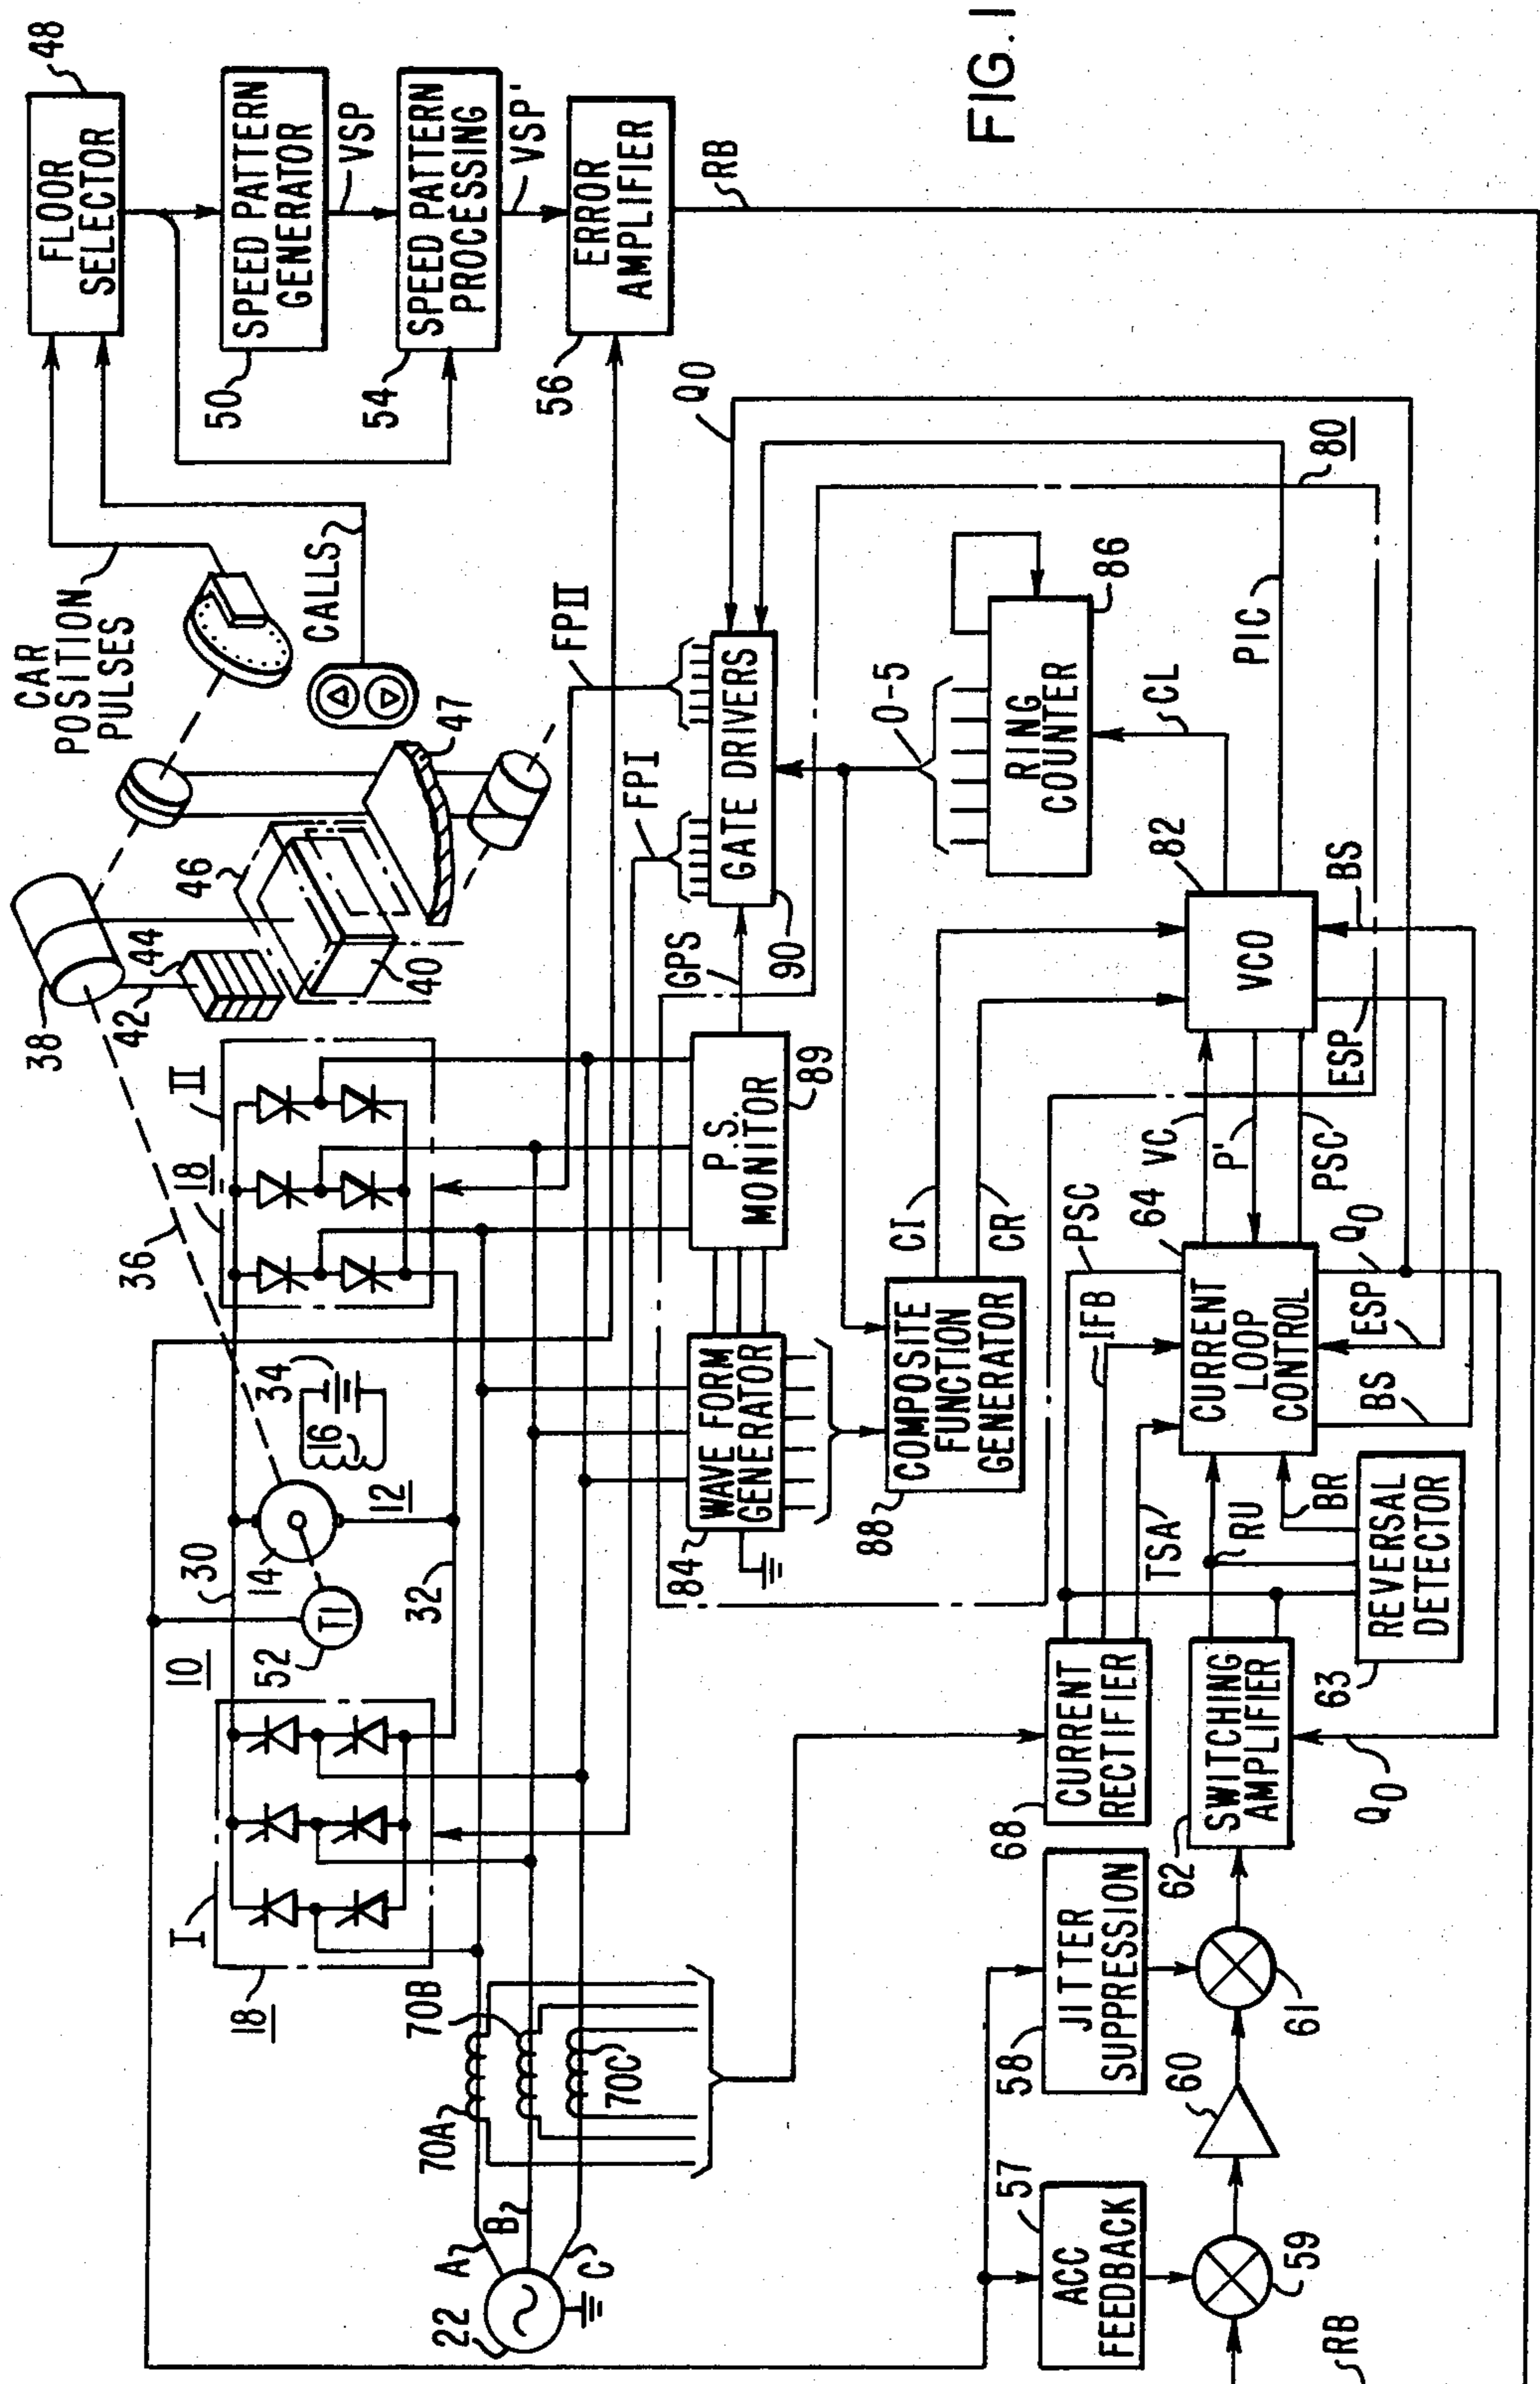 FIG. 1
48
FLOOR
SELECTOR
50
SPEED PATTERN
GENERATOR
VSP
54
SPEED PATTERN
PROCESSING
VSP'
56
ERROR
AMPLIFIER
RB
CAR
POSITION
PULSES
CALLS
38
42
44
46
40
47
36
II
18
FPII
FPI
QO
GATE DRIVERS
90
GPS
80
O-5
RING
COUNTER
86
CL
PIC
82
VCO
BS
ESP
VC
P'
PSC
P.S.
MONITOR
89
WAVE FORM
GENERATOR
84
COMPOSITE
FUNCTION
GENERATOR
88
CI
CR
PSC
64
IFB
TSA
CURRENT
LOOP
CONTROL
QO
ESP
BS
RU
BR
REVERSAL
DETECTOR
63
10
30
14
12
16
34
32
52
T1
I
18
70A
70B
70C
A
B
C
22
CURRENT
RECTIFIER
68
SWITCHING
AMPLIFIER
62
QO
JITTER
SUPPRESSION
58
61
60
ACC
FEEDBACK
57
59
RB